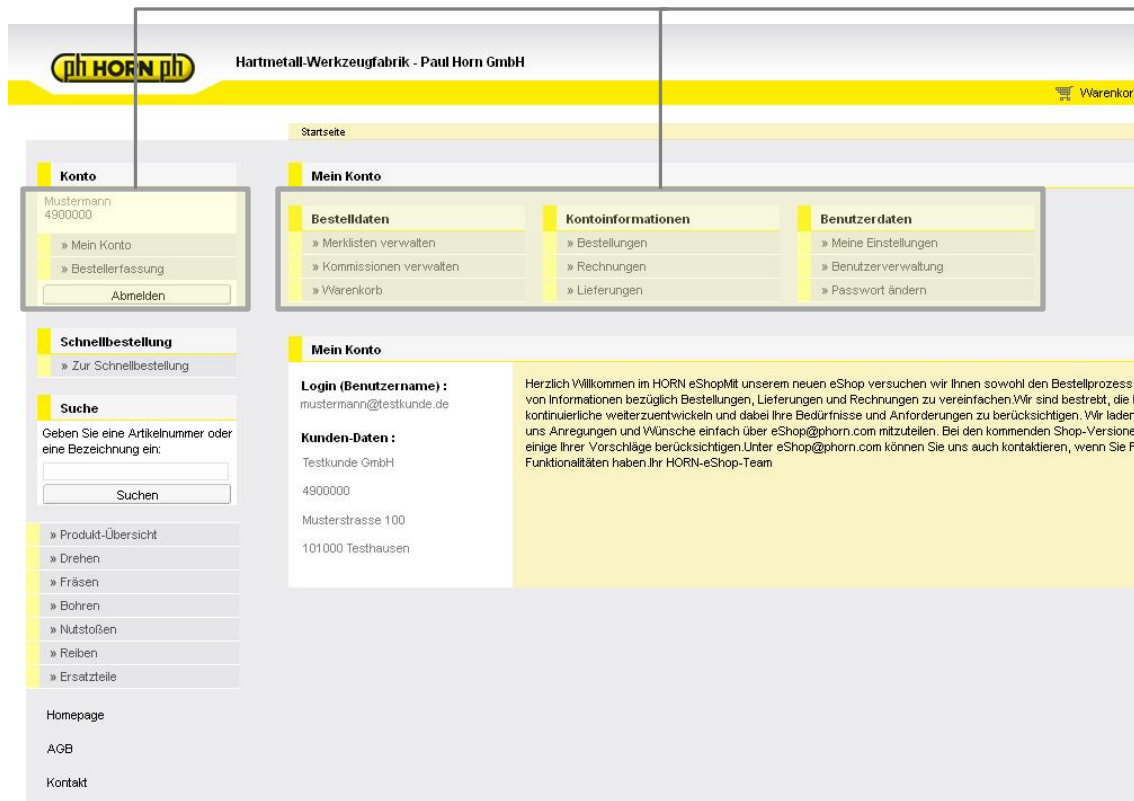 ph HORN ph
Hartmetall-Werkzeugfabrik - Paul Horn GmbH
Startseite
Konto
Mustermann
4900000
» Mein Konto
» Bestellerfassung
Abmelden
Schnellbestellung
» Zur Schnellbestellung
Suche
Geben Sie eine Artikelnummer oder
eine Bezeichnung ein:
Suchen
» Produkt-Übersicht
» Drehen
» Fräsen
» Bohren
» Nutstoßen
» Reiben
» Ersatzteile
Homepage
AGB
Kontakt
Mein Konto
Bestelldaten
» Merklisten verwalten
» Kommissionen verwalten
» Warenkorb
Kontoinformationen
» Bestellungen
» Rechnungen
» Lieferungen
Benutzerdaten
» Meine Einstellungen
» Benutzerverwaltung
» Passwort ändern
Mein Konto
Login (Benutzername) :
mustermann@testkunde.de
Kunden-Daten :
Testkunde GmbH
4900000
Musterstrasse 100
101000 Testhausen
Herzlich Willkommen im HORN eShopMit unserem neuen eShop versuchen wir Ihnen sowohl den Bestellprozess
von Informationen bezüglich Bestellungen, Lieferungen und Rechnungen zu vereinfachen.Wir sind bestrebt, die
kontinuierliche weiterzuentwickeln und dabei Ihre Bedürfnisse und Anforderungen zu berücksichtigen. Wir laden
uns Anregungen und Wünsche einfach über eShop@phorn.com mitzuteilen. Bei den kommenden Shop-Versione
einige Ihrer Vorschläge berücksichtigen.Unter eShop@phorn.com können Sie uns auch kontaktieren, wenn Sie
Funktionalitäten haben.Ihr HORN-eShop-Team